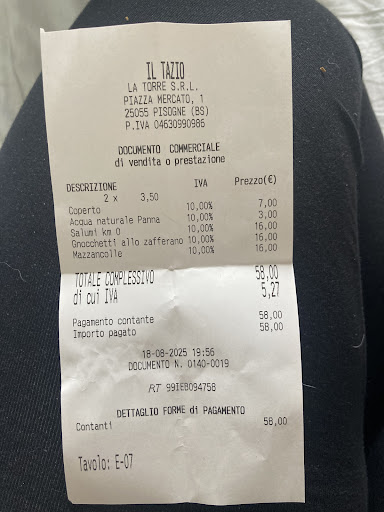 IL TAZIO
LA TORRE S.R.L.
PIAZZA MERCATO, 1
25055 PISOGNE (BS)
P.IVA 04630990986
DOCUMENTO COMMERCIALE
di vendita o prestazione
DESCRIZIONE IVA Prezzo(€)
2 x 3,50
Coperto 10,00% 7,00
Acqua naturale Panna 10,00% 3,00
Salumi km 0 10,00% 16,00
Gnocchetti allo zafferano 10,00% 16,00
Mazzancolle 10,00% 16,00
TOTALE COMPLESSIVO 58,00
di cui IVA 5,27
Pagamento contante 58,00
Importo pagato 58,00
18-08-2025 19:56
DOCUMENTO N. 0140-0019
RT 99IEB094758
DETTAGLIO FORME di PAGAMENTO
Contanti 58,00
Tavolo: E-07